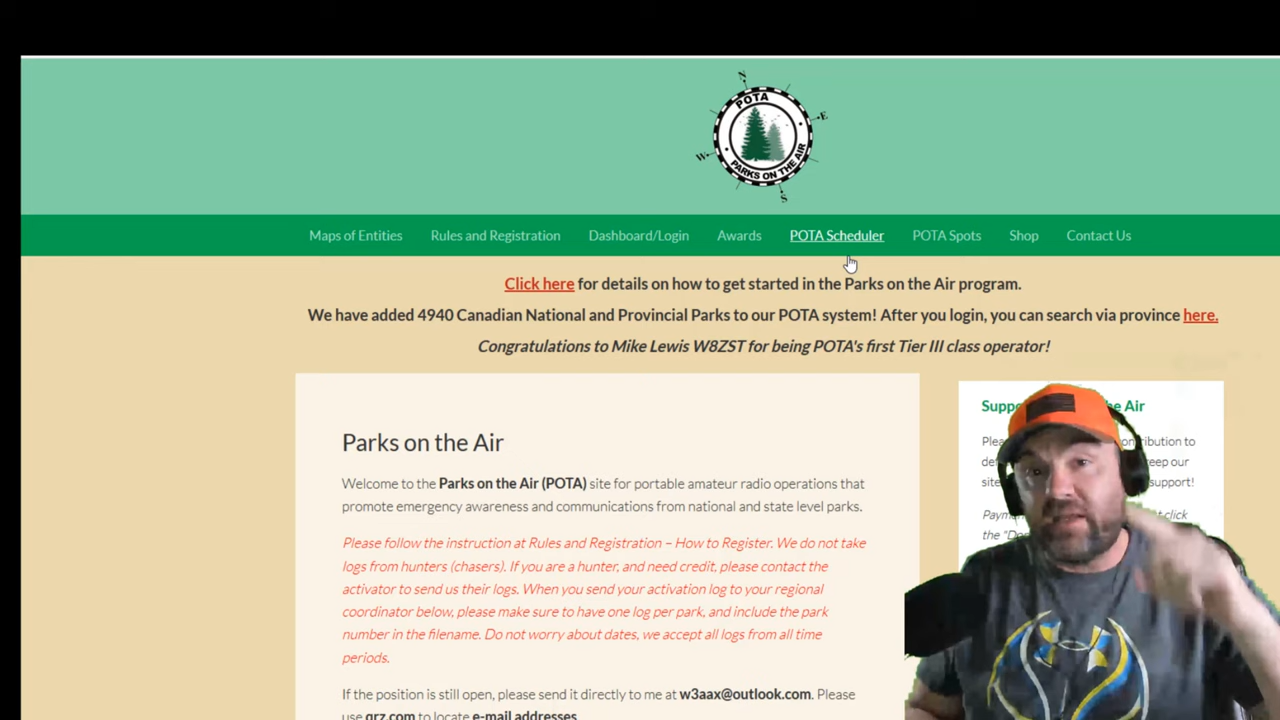 N
POTA
E
W
PARKS ON THE AIR
S
Maps of Entities Rules and Registration Dashboard/Login Awards POTA Scheduler POTA Spots Shop Contact Us
Click here for details on how to get started in the Parks on the Air program.
We have added 4940 Canadian National and Provincial Parks to our POTA system! After you login, you can search via province here.
Congratulations to Mike Lewis W8ZST for being POTA's first Tier III class operator!
Parks on the Air
Welcome to the Parks on the Air (POTA) site for portable amateur radio operations that
promote emergency awareness and communications from national and state level parks.
Please follow the instruction at Rules and Registration – How to Register. We do not take
logs from hunters (chasers). If you are a hunter, and need credit, please contact the
activator to send us their logs. When you send your activation log to your regional
coordinator below, please make sure to have one log per park, and include the park
number in the filename. Do not worry about dates, we accept all logs from all time
periods.
If the position is still open, please send it directly to me at w3aax@outlook.com. Please
use qrz.com to locate e-mail addresses
Air
to
our
support!
click
the